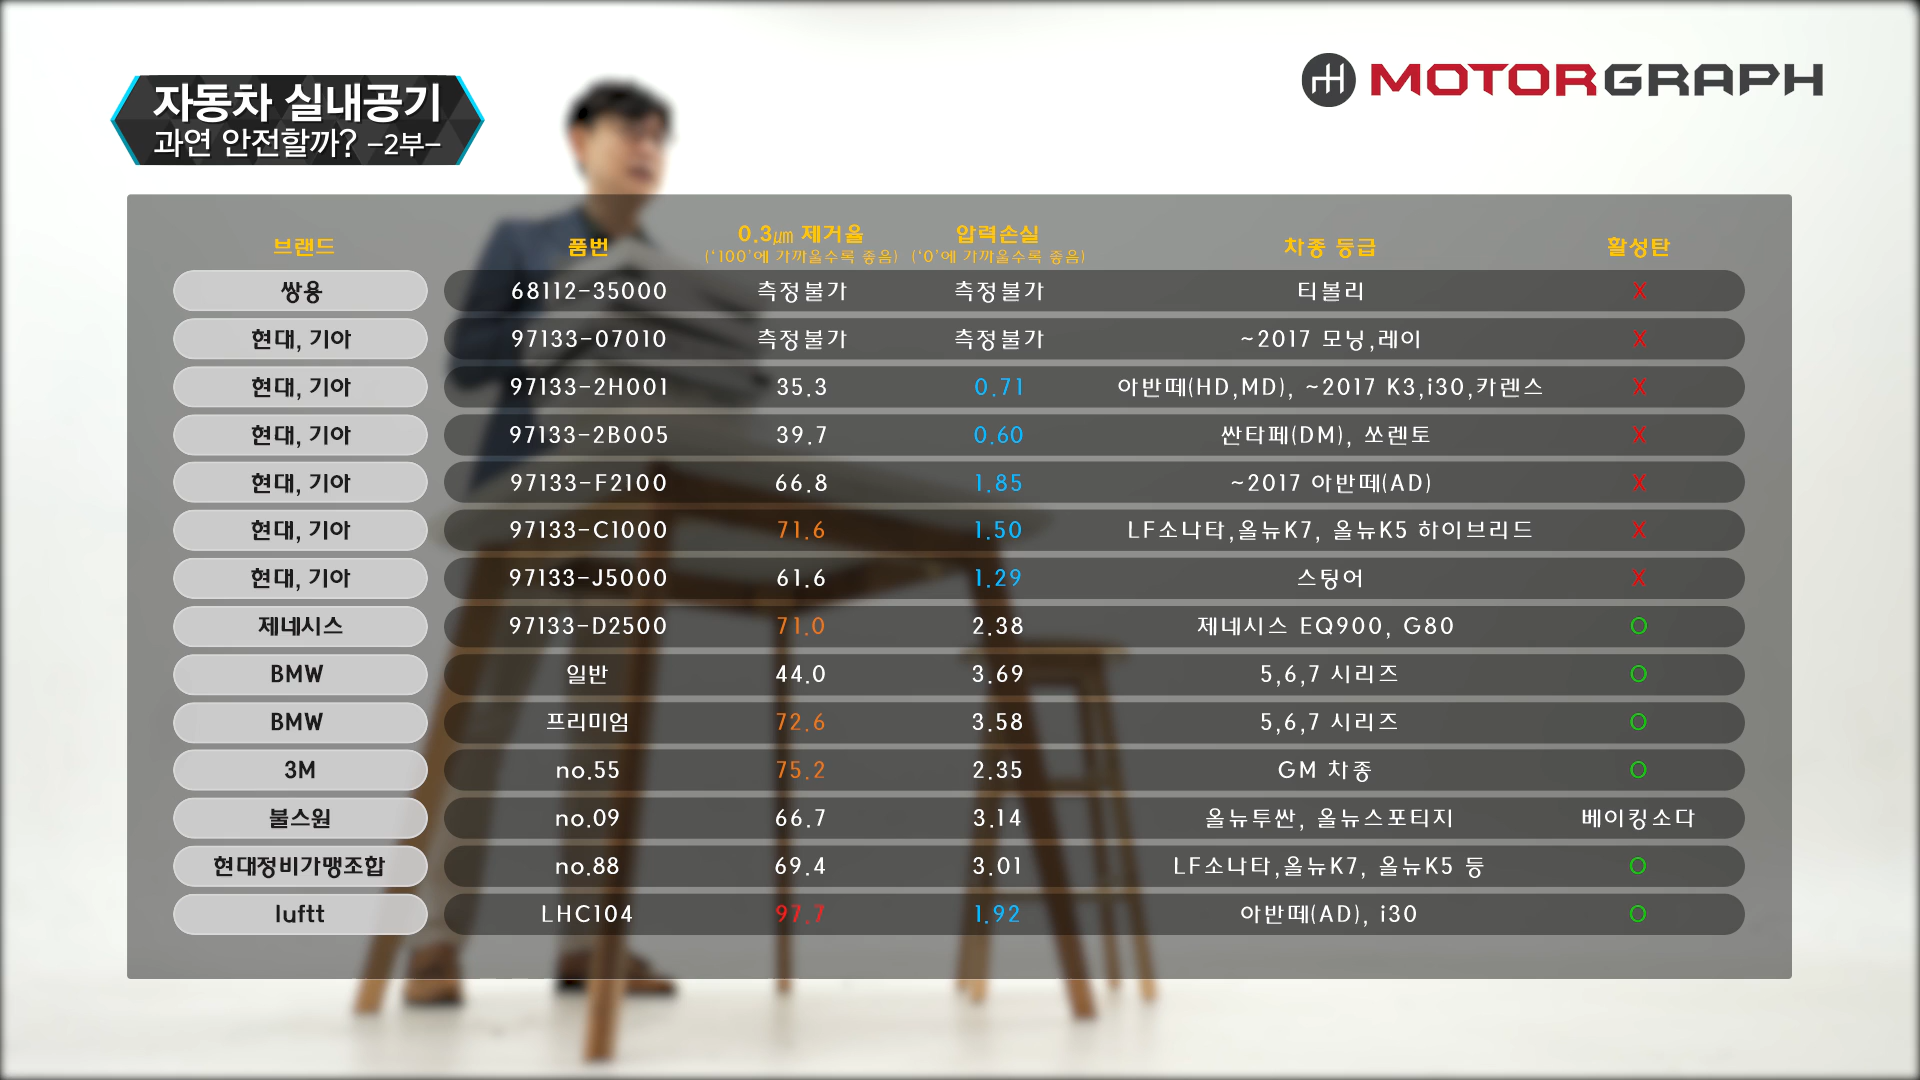 자동차 실내공기
과연 안전할까? -2부-
MOTORGRAPH
브랜드 품번 0.3㎛ 제거율 압력손실 차종 등급 활성탄
('100'에 가까울수록 좋음) ('0'에 가까울수록 좋음)
쌍용 68112-35000 측정불가 측정불가 티볼리 X
현대, 기아 97133-07010 측정불가 측정불가 ~2017 모닝,레이 X
현대, 기아 97133-2H001 35.3 0.71 아반떼(HD,MD), ~2017 K3,i30,카렌스 X
현대, 기아 97133-2B005 39.7 0.60 싼타페(DM), 쏘렌토 X
현대, 기아 97133-F2100 66.8 1.85 ~2017 아반떼(AD) X
현대, 기아 97133-C1000 71.6 1.50 LF소나타,올뉴K7, 올뉴K5 하이브리드 X
현대, 기아 97133-J5000 61.6 1.29 스팅어 X
제네시스 97133-D2500 71.0 2.38 제네시스 EQ900, G80 O
BMW 일반 44.0 3.69 5,6,7 시리즈 O
BMW 프리미엄 72.6 3.58 5,6,7 시리즈 O
3M no.55 75.2 2.35 GM 차종 O
불스원 no.09 66.7 3.14 올뉴투싼, 올뉴스포티지 베이킹소다
현대정비가맹조합 no.88 69.4 3.01 LF소나타,올뉴K7, 올뉴K5 등 O
luftt LHC104 97.7 1.92 아반떼(AD), i30 O